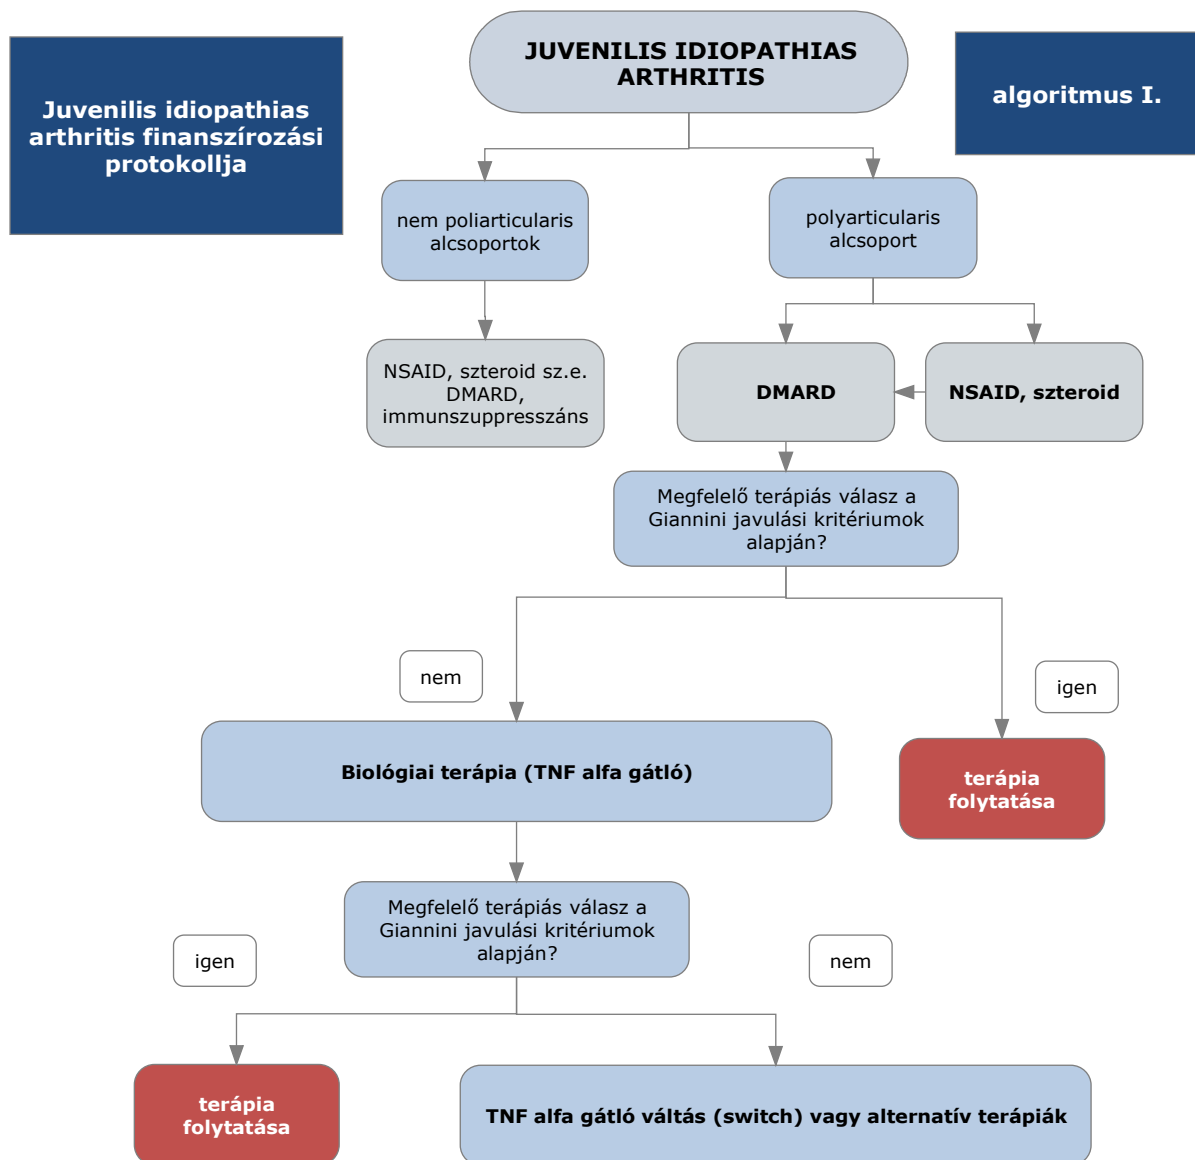 Juvenilis idiopathias
arthritis finanszírozási
protokollja
JUVENILIS IDIOPATHIAS
ARTHRITIS
algoritmus I.
nem poliarticularis
alcsoportok
polyarticularis
alcsoport
NSAID, szteroid sz.e.
DMARD,
immunszuppresszáns
DMARD
NSAID, szteroid
Megfelelő terápiás válasz a
Giannini javulási kritériumok
alapján?
nem
igen
Biológiai terápia (TNF alfa gátló)
terápia
folytatása
Megfelelő terápiás válasz a
Giannini javulási kritériumok
alapján?
igen
nem
terápia
folytatása
TNF alfa gátló váltás (switch) vagy alternatív terápiák